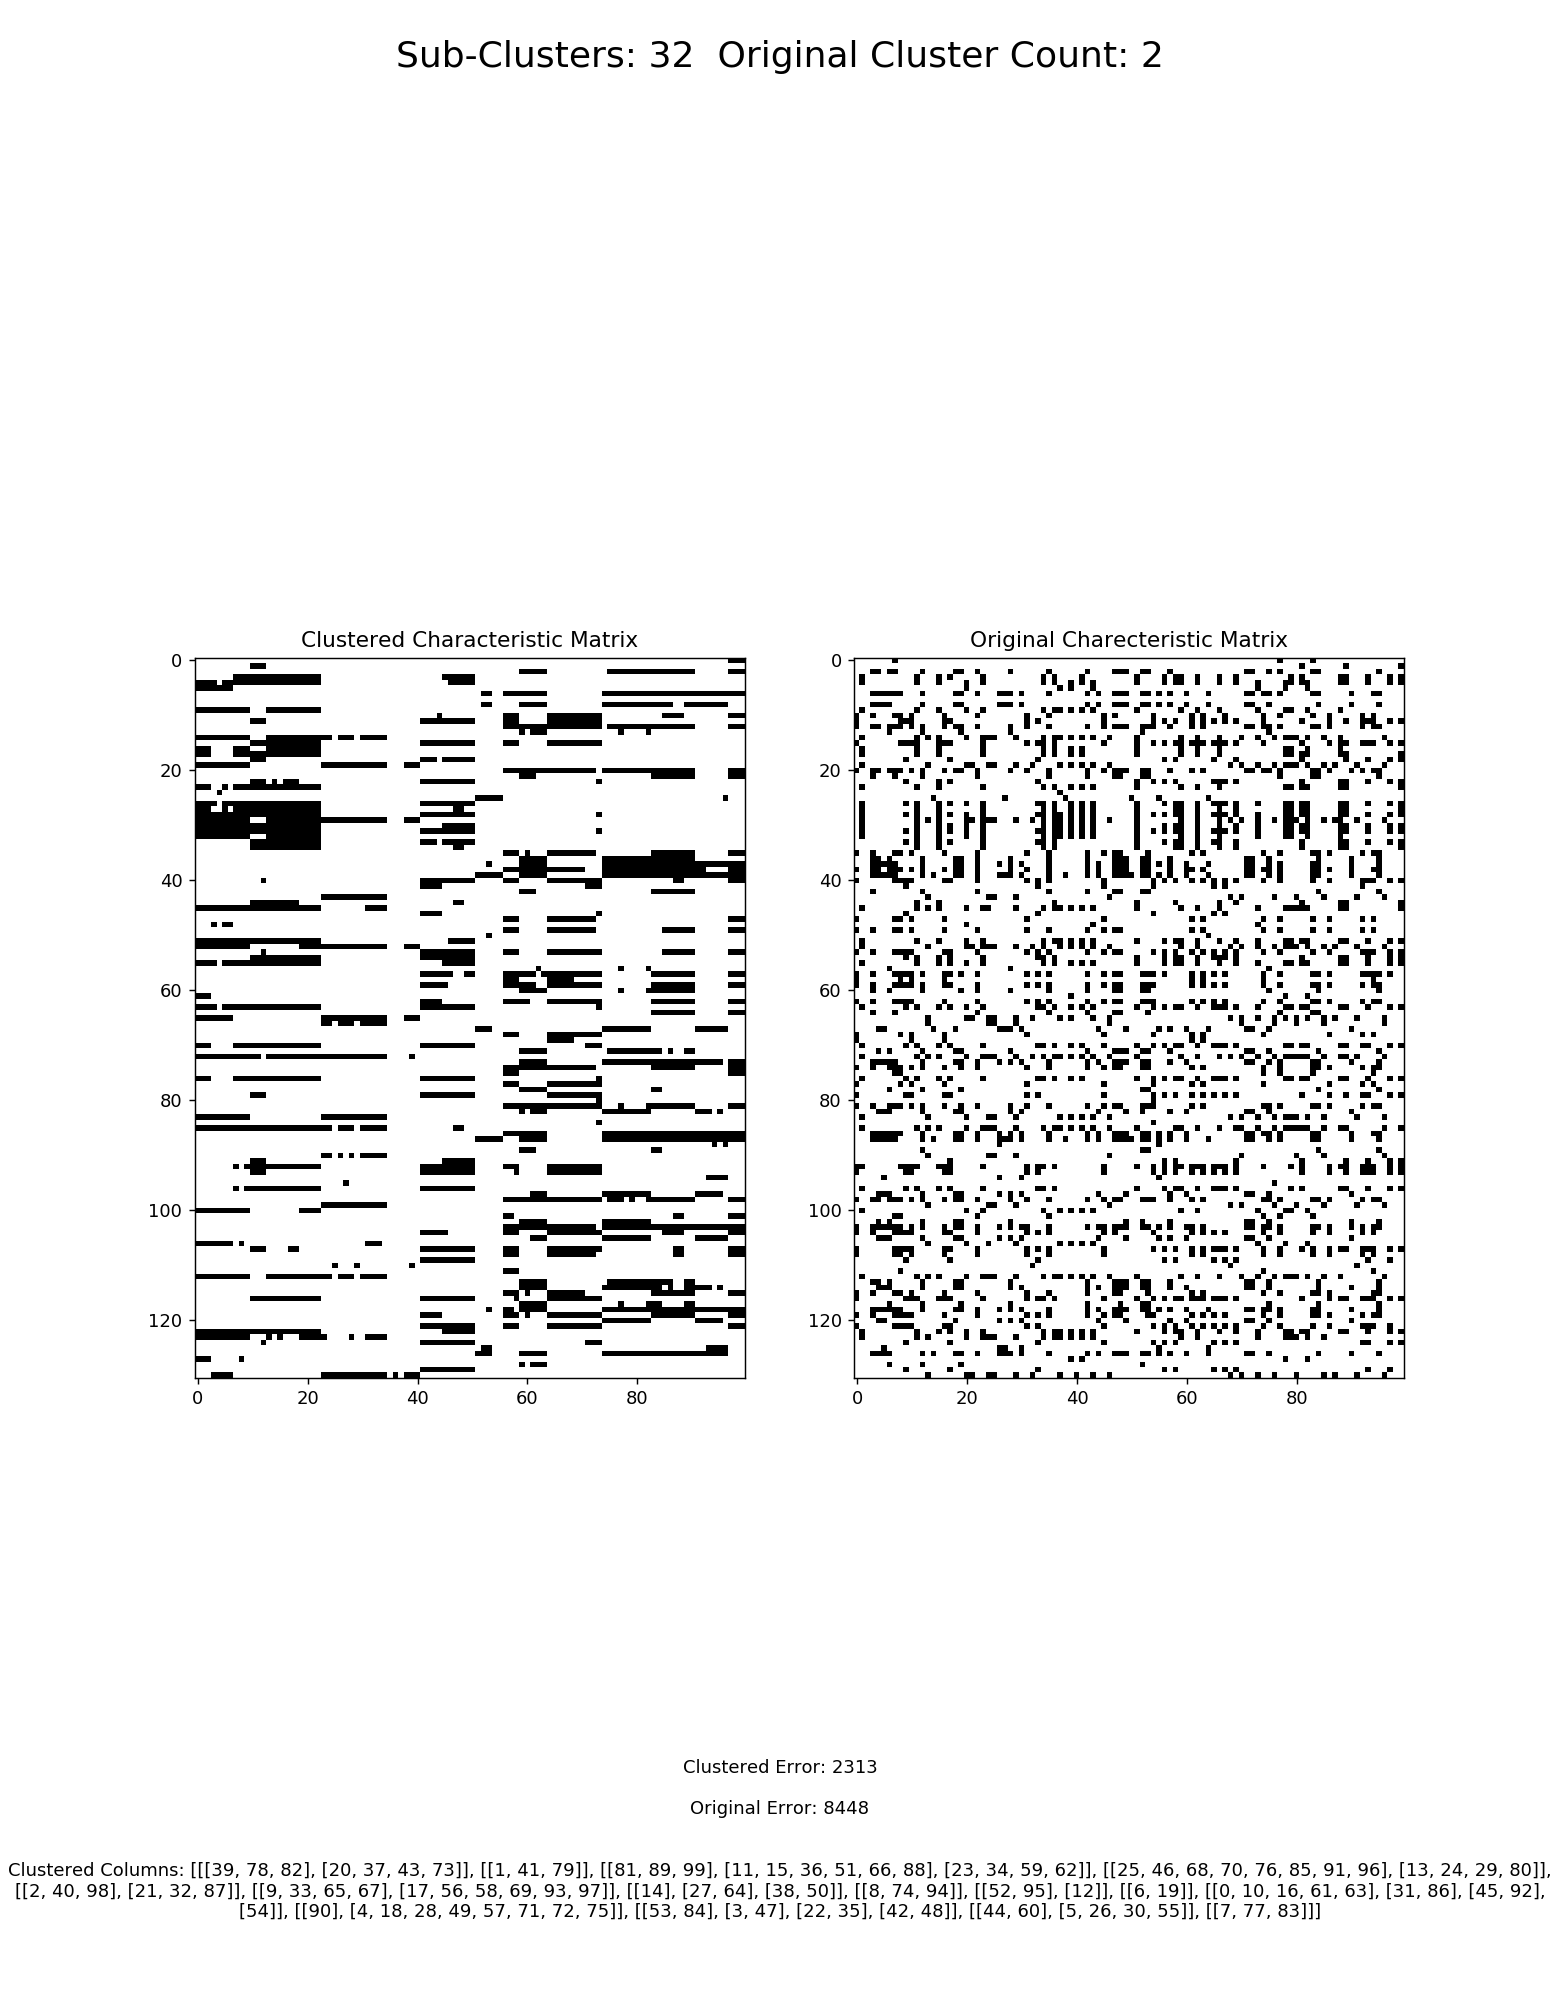 Sub-Clusters: 32  Original Cluster Count: 2
Clustered Characteristic Matrix
0
20
40
60
80
100
120
0 20 40 60 80
Original Charecteristic Matrix
0
20
40
60
80
100
120
0 20 40 60 80
Clustered Error: 2313
Original Error: 8448
Clustered Columns: [[[39, 78, 82], [20, 37, 43, 73]], [[1, 41, 79]], [[81, 89, 99], [11, 15, 36, 51, 66, 88], [23, 34, 59, 62]], [[25, 46, 68, 70, 76, 85, 91, 96], [13, 24, 29, 80]],
[[2, 40, 98], [21, 32, 87]], [[9, 33, 65, 67], [17, 56, 58, 69, 93, 97]], [[14], [27, 64], [38, 50]], [[8, 74, 94]], [[52, 95], [12]], [[6, 19]], [[0, 10, 16, 61, 63], [31, 86], [45, 92],
[54]], [[90], [4, 18, 28, 49, 57, 71, 72, 75]], [[53, 84], [3, 47], [22, 35], [42, 48]], [[44, 60], [5, 26, 30, 55]], [[7, 77, 83]]]